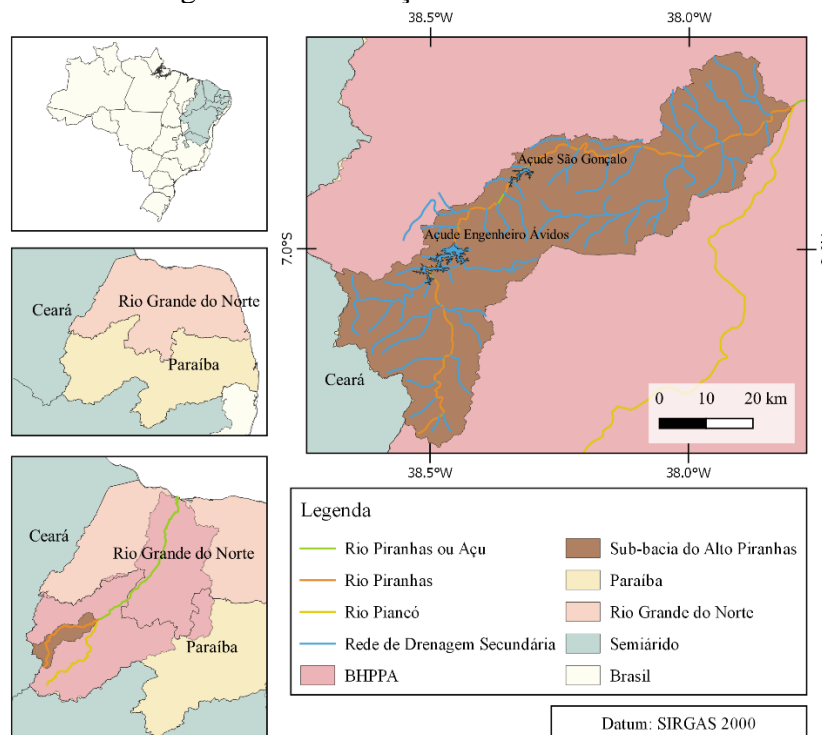 38.5°W 38.0°W
Açude São Gonçalo
Açude Engenheiro Ávidos
7.0°S
Ceará
0 10 20 km
38.5°W 38.0°W
Ceará
Rio Grande do Norte
Paraíba
Ceará
Rio Grande do Norte
Paraíba
Legenda
Rio Piranhas ou Açu
Rio Piranhas
Rio Piancó
Rede de Drenagem Secundária
BHPPA
Sub-bacia do Alto Piranhas
Paraíba
Rio Grande do Norte
Semiárido
Brasil
Datum: SIRGAS 2000